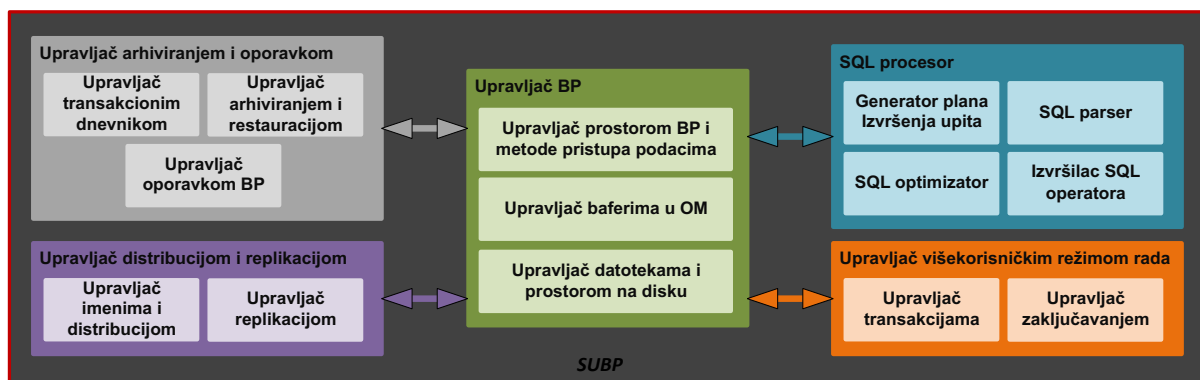 Upravljač arhiviranjem i oporavkom
Upravljač
transakcionim
dnevnikom
Upravljač
arhiviranjem i
restauracijom
Upravljač
oporavkom BP
Upravljač distribucijom i replikacijom
Upravljač
imenima i
distribucijom
Upravljač
replikacijom
Upravljač BP
Upravljač prostorom BP i
metode pristupa podacima
Upravljač baferima u OM
Upravljač datotekama i
prostorom na disku
SQL procesor
Generator plana
Izvršenja upita
SQL parser
SQL optimizator
Izvršilac SQL
operatora
Upravljač višekorisničkim režimom rada
Upravljač
transakcijama
Upravljač
zaključavanjem
SUBP